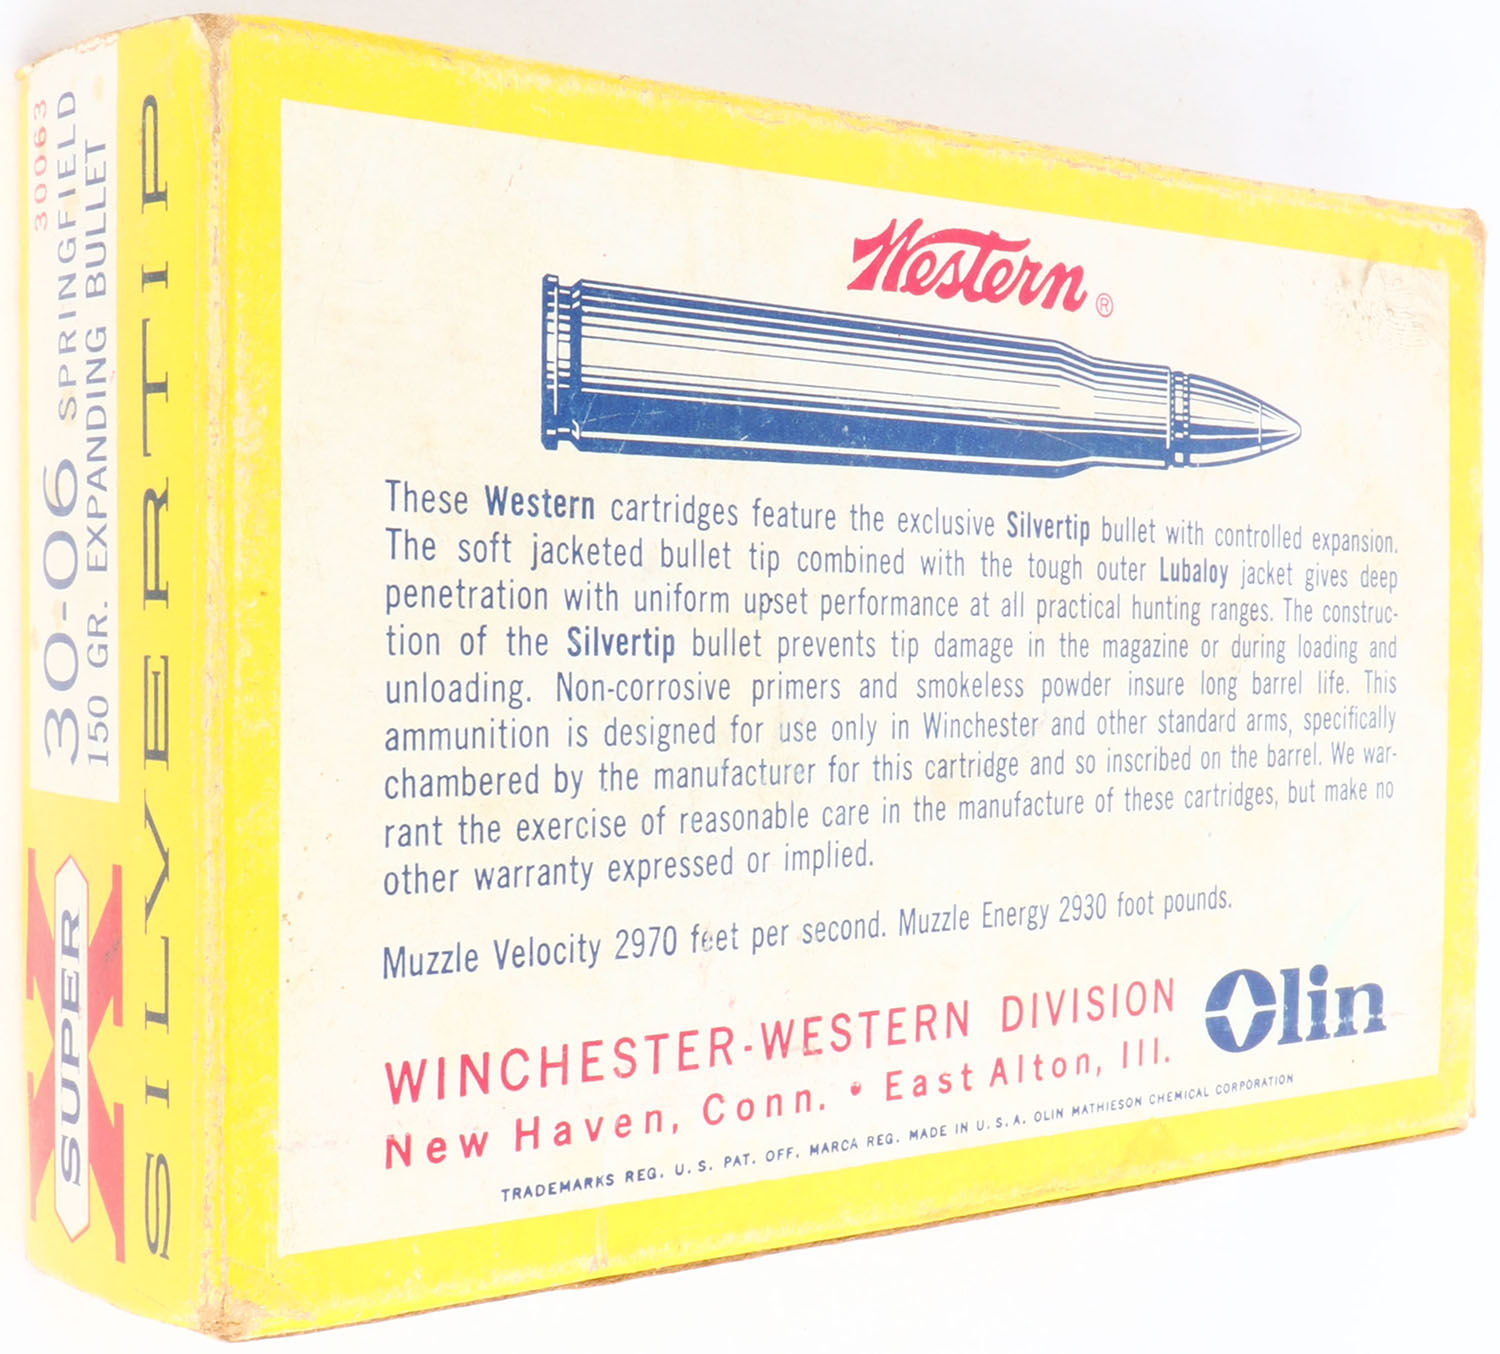 30063
30-06 SPRINGFIELD
150 GR. EXPANDING BULLET
SUPER
X
SILVERTIP
Western ®
These Western cartridges feature the exclusive Silvertip bullet with controlled expansion.
The soft jacketed bullet tip combined with the tough outer Lubaloy jacket gives deep
penetration with uniform upset performance at all practical hunting ranges. The construc-
tion of the Silvertip bullet prevents tip damage in the magazine or during loading and
unloading. Non-corrosive primers and smokeless powder insure long barrel life. This
ammunition is designed for use only in Winchester and other standard arms, specifically
chambered by the manufacturer for this cartridge and so inscribed on the barrel. We war-
rant the exercise of reasonable care in the manufacture of these cartridges, but make no
other warranty expressed or implied.
Muzzle Velocity 2970 feet per second. Muzzle Energy 2930 foot pounds.
WINCHESTER-WESTERN DIVISION
New Haven, Conn. • East Alton, Ill.
Olin
TRADEMARKS REG. U. S. PAT. OFF. MARCA REG. MADE IN U. S. A. OLIN MATHIESON CHEMICAL CORPORATION